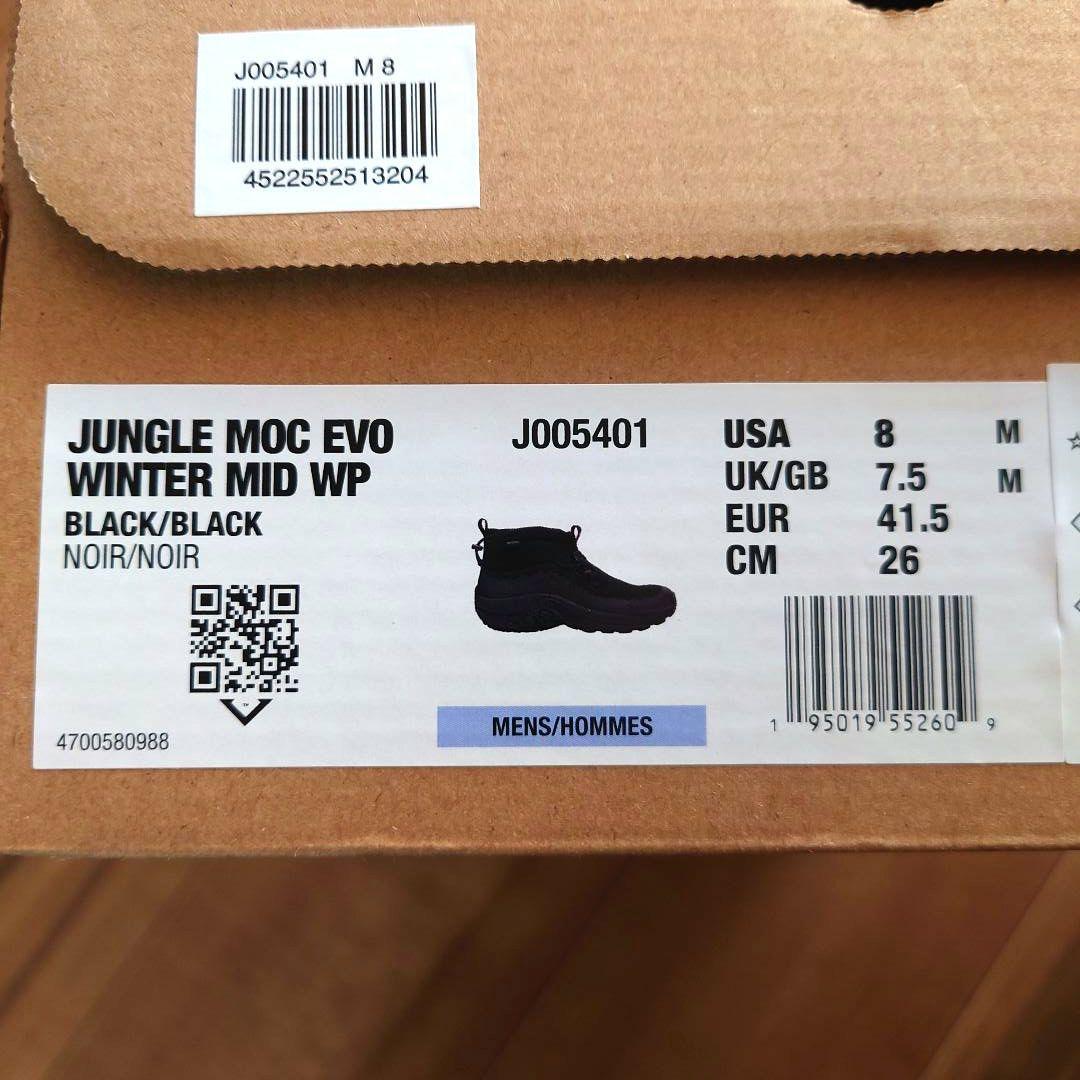 J005401 M 8
4522552513204
JUNGLE MOC EVO
WINTER MID WP
BLACK/BLACK
NOIR/NOIR
4700580988
J005401
MENS/HOMMES
USA 8 M
UK/GB 7.5 M
EUR 41.5
CM 26
1 95019 55260 9